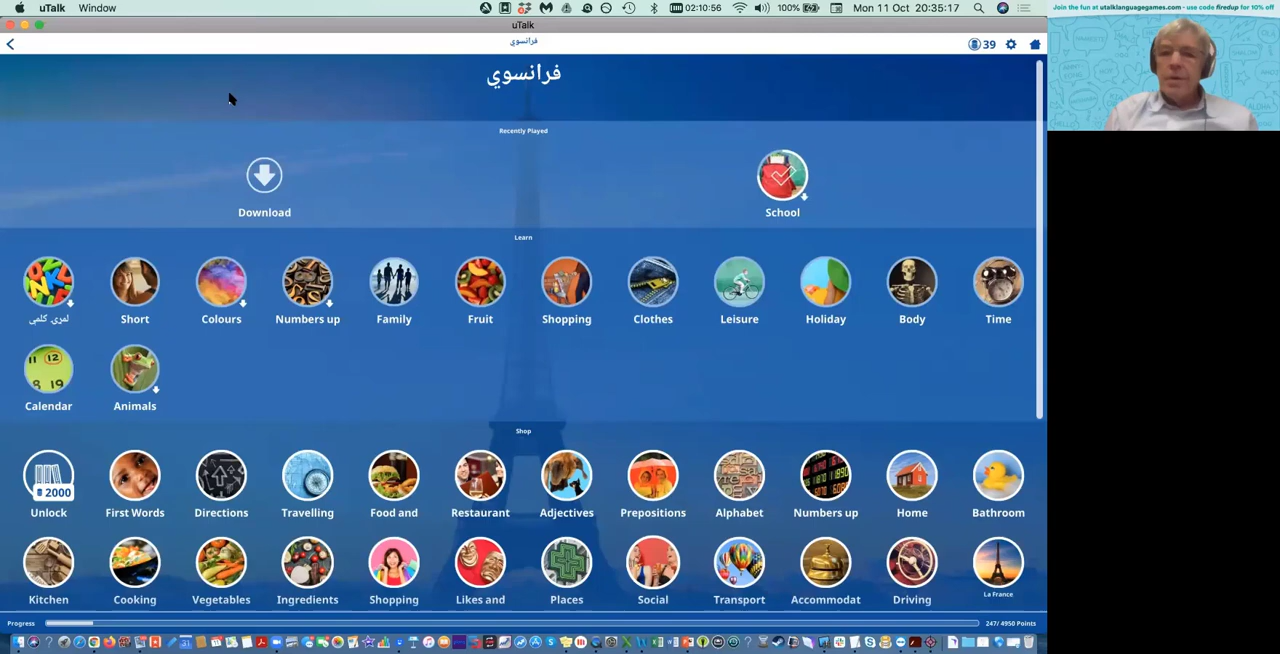 uTalk Window 02:10:56 100% Mon 11 Oct 20:35:17
uTalk
فرانسوي
39
فرانسوي
Recently Played
Download School
Learn
لمړۍ کلمې Short Colours Numbers up Family Fruit Shopping Clothes Leisure Holiday Body Time
Calendar Animals
Shop
2000
Unlock First Words Directions Travelling Food and Restaurant Adjectives Prepositions Alphabet Numbers up Home Bathroom
Kitchen Cooking Vegetables Ingredients Shopping Likes and Places Social Transport Accommodat Driving La France
Progress 247/ 4950 Points
Join the fun at utalklanguagegames.com - use code firedup for 10% off